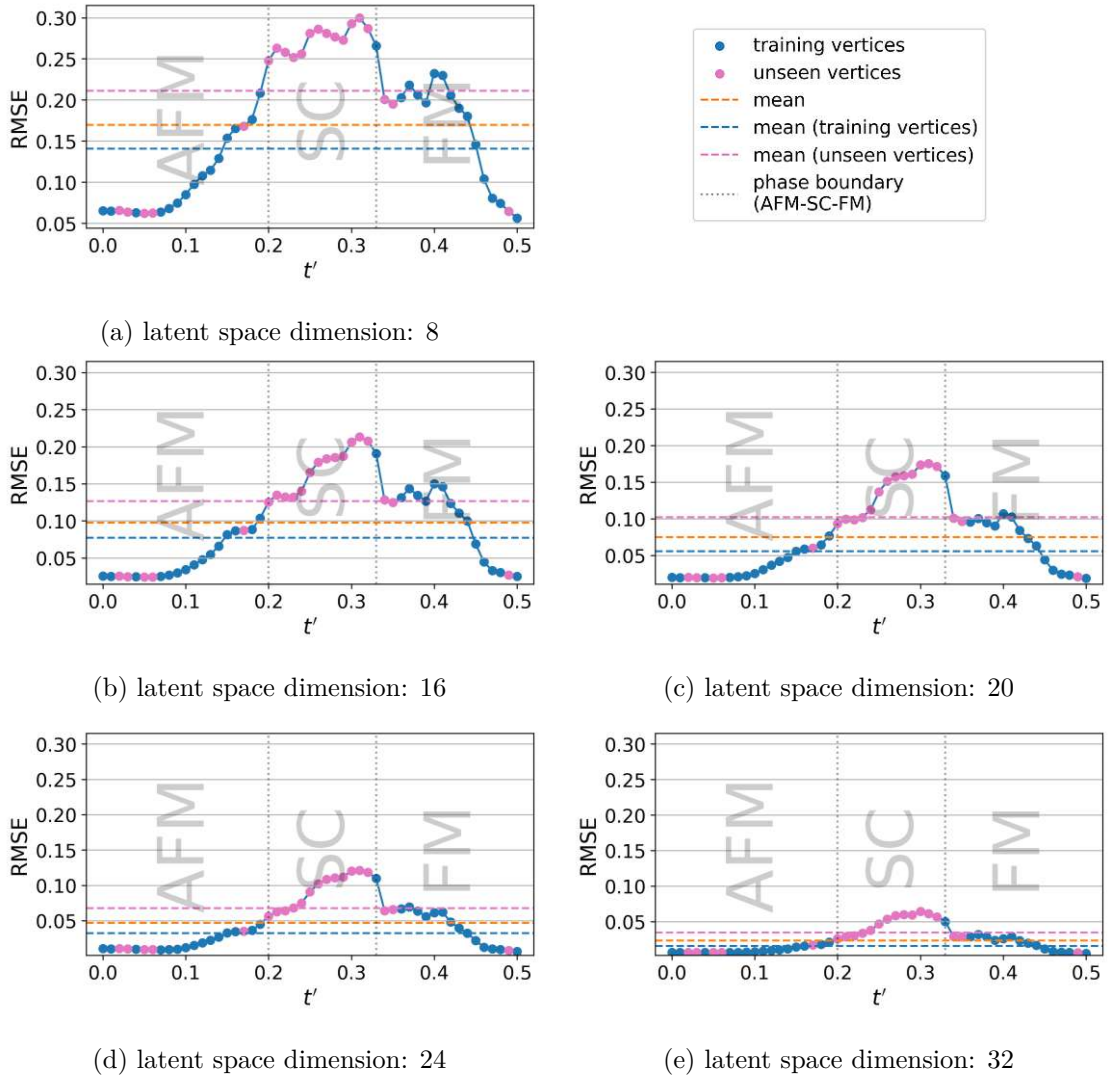 0.30
0.25
0.20
0.15
0.10
0.05
RMSE
AFM
SC
FM
0.0 0.1 0.2 0.3 0.4 0.5
t′
training vertices
unseen vertices
mean
mean (training vertices)
mean (unseen vertices)
phase boundary
(AFM-SC-FM)
(a) latent space dimension: 8
0.30
0.25
0.20
0.15
0.10
0.05
RMSE
AFM
SC
FM
0.0 0.1 0.2 0.3 0.4 0.5
t′
(b) latent space dimension: 16
0.30
0.25
0.20
0.15
0.10
0.05
RMSE
AFM
SC
FM
0.0 0.1 0.2 0.3 0.4 0.5
t′
(c) latent space dimension: 20
0.30
0.25
0.20
0.15
0.10
0.05
RMSE
AFM
SC
FM
0.0 0.1 0.2 0.3 0.4 0.5
t′
(d) latent space dimension: 24
0.30
0.25
0.20
0.15
0.10
0.05
RMSE
AFM
SC
FM
0.0 0.1 0.2 0.3 0.4 0.5
t′
(e) latent space dimension: 32